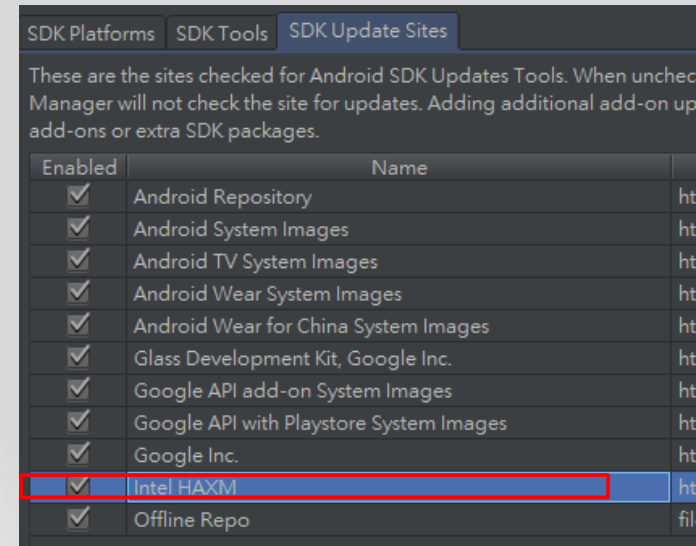 SDK Platforms SDK Tools SDK Update Sites
These are the sites checked for Android SDK Updates Tools. When
Manager will not check the site for updates. Adding additional add-on
add-ons or extra SDK packages.
Enabled Name
Android Repository
Android System Images
Android TV System Images
Android Wear System Images
Android Wear for China System Images
Glass Development Kit, Google Inc.
Google API add-on System Images
Google API with Playstore System Images
Google Inc.
Intel HAXM
Offline Repo